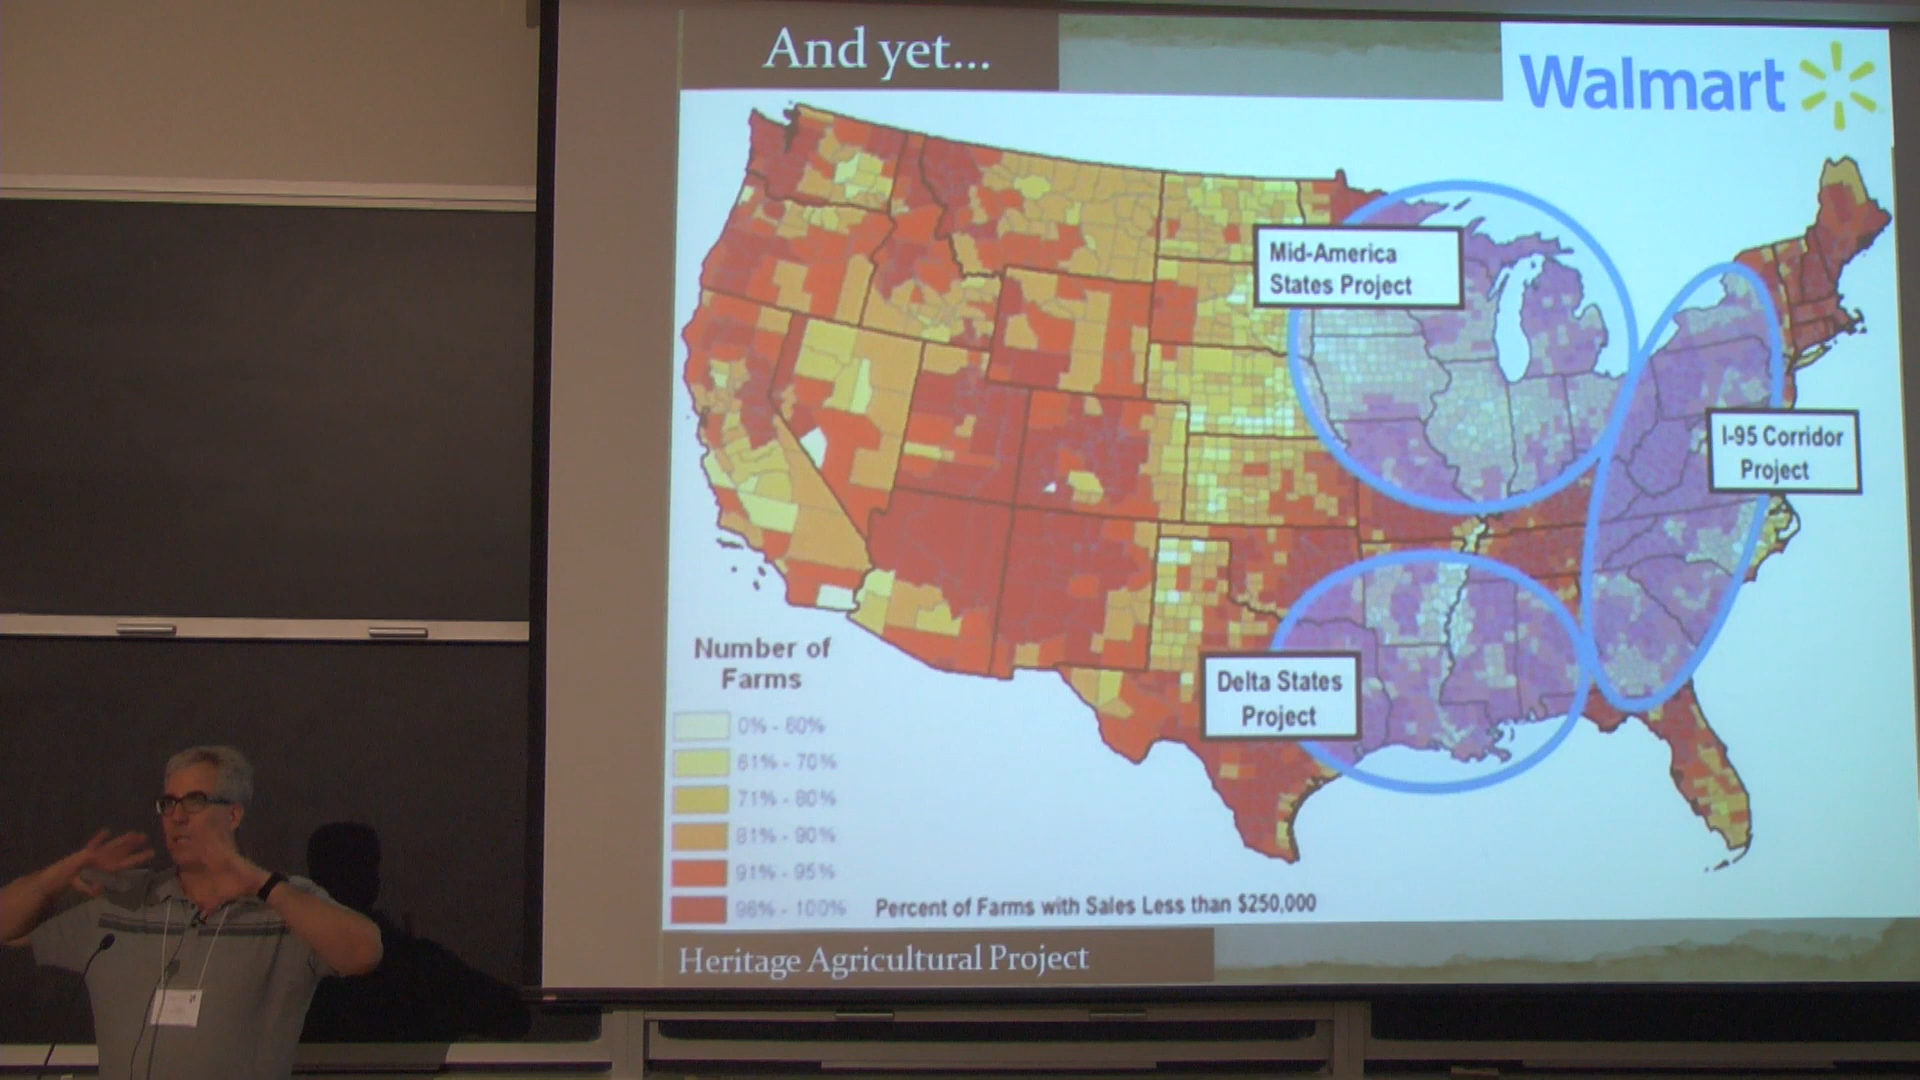 And yet...
Walmart
Mid-America
States Project
I-95 Corridor
Project
Delta States
Project
Number of
Farms
0% - 60%
61% - 70%
71% - 80%
81% - 90%
91% - 95%
96% - 100%
Percent of Farms with Sales Less than $250,000
Heritage Agricultural Project